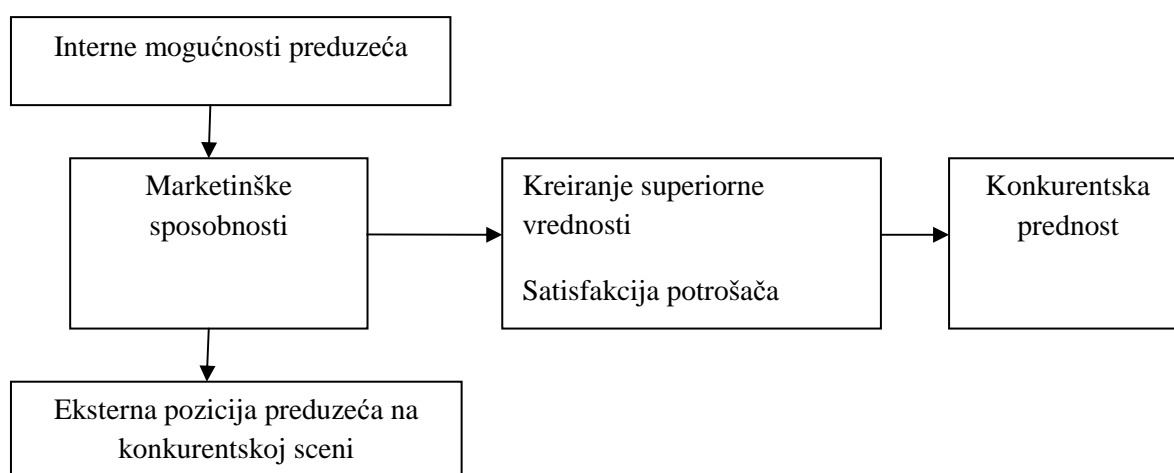 Interne mogućnosti preduzeća
Marketinške
sposobnosti
Kreiranje superiorne
vrednosti
Satisfakcija potrošača
Konkurentska
prednost
Eksterna pozicija preduzeća na
konkurentskoj sceni